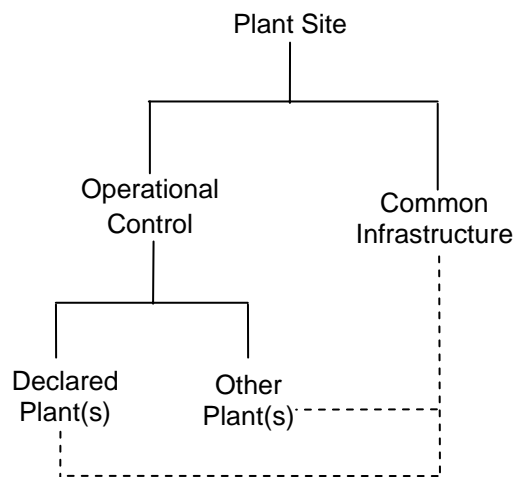 Plant Site
Operational
Control
Common
Infrastructure
Declared
Plant(s)
Other
Plant(s)